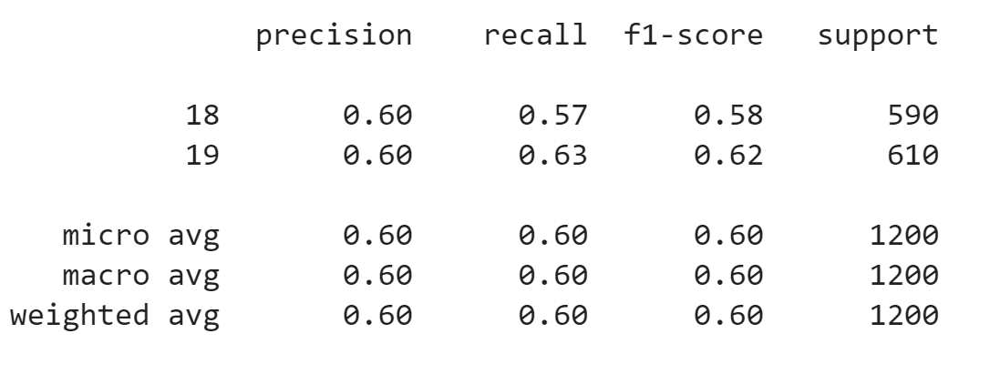 precision recall f1-score support
18 0.60 0.57 0.58 590
19 0.60 0.63 0.62 610
micro avg 0.60 0.60 0.60 1200
macro avg 0.60 0.60 0.60 1200
weighted avg 0.60 0.60 0.60 1200